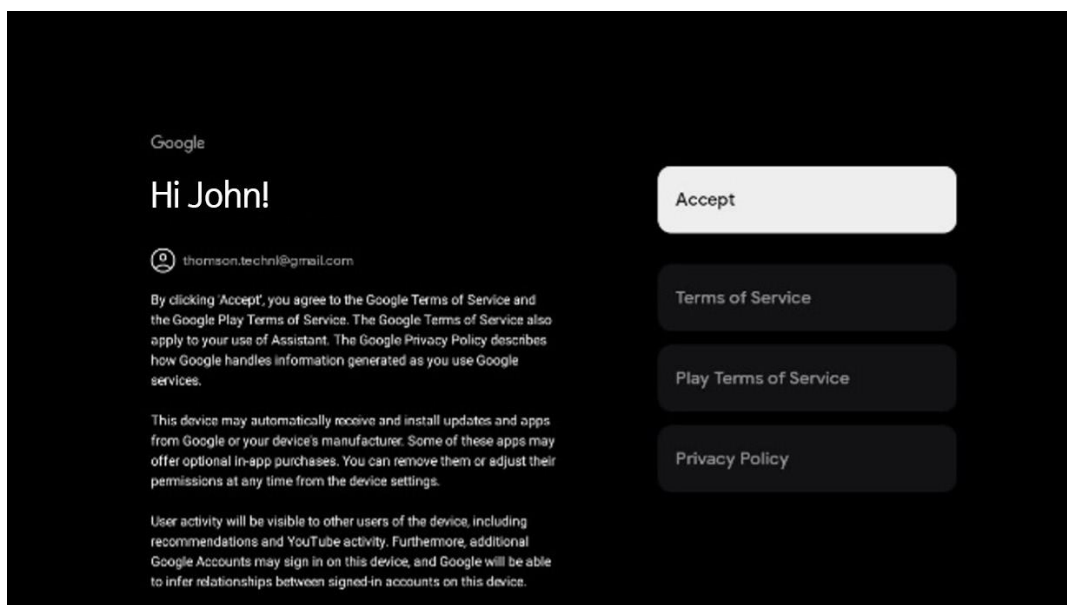 Google
Hi John!
thomson.technl@gmail.com
By clicking 'Accept', you agree to the Google Terms of Service and
the Google Play Terms of Service. The Google Terms of Service also
apply to your use of Assistant. The Google Privacy Policy describes
how Google handles information generated as you use Google
services.
This device may automatically receive and install updates and apps
from Google or your device's manufacturer. Some of these apps may
offer optional in-app purchases. You can remove them or adjust their
permissions at any time from the device settings.
User activity will be visible to other users of the device, including
recommendations and YouTube activity. Furthermore, additional
Google Accounts may sign in on this device, and Google will be able
to infer relationships between signed-in accounts on this device.
Accept
Terms of Service
Play Terms of Service
Privacy Policy